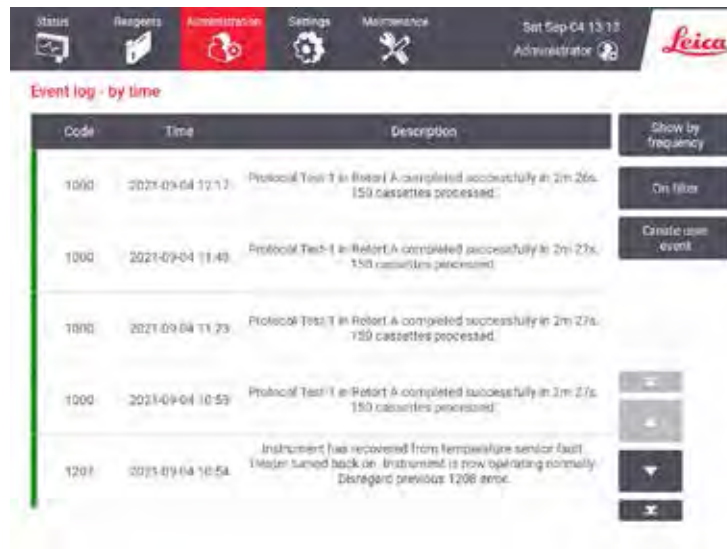 Status Reagents Administration Settings Maintenance
Sat Sep-04 13:10
Administrator
Leica
Event log - by time
Code Time Description
Show by
frequency
On filter
Create user
event
1000 2021-09-04 12:17 Protocol Test-1 in Retort A completed successfully in 2m 26s.
150 cassettes processed.
1000 2021-09-04 11:43 Protocol Test-1 in Retort A completed successfully in 2m 27s.
150 cassettes processed.
1000 2021-09-04 11:23 Protocol Test-1 in Retort A completed successfully in 2m 27s.
150 cassettes processed.
1000 2021-09-04 10:59 Protocol Test-1 in Retort A completed successfully in 2m 27s.
150 cassettes processed.
Instrument has recovered from temperature sensor fault.
1207 2021-09-04 10:54 Heater turned back on. Instrument is now operating normally.
Disregard previous 1208 error.